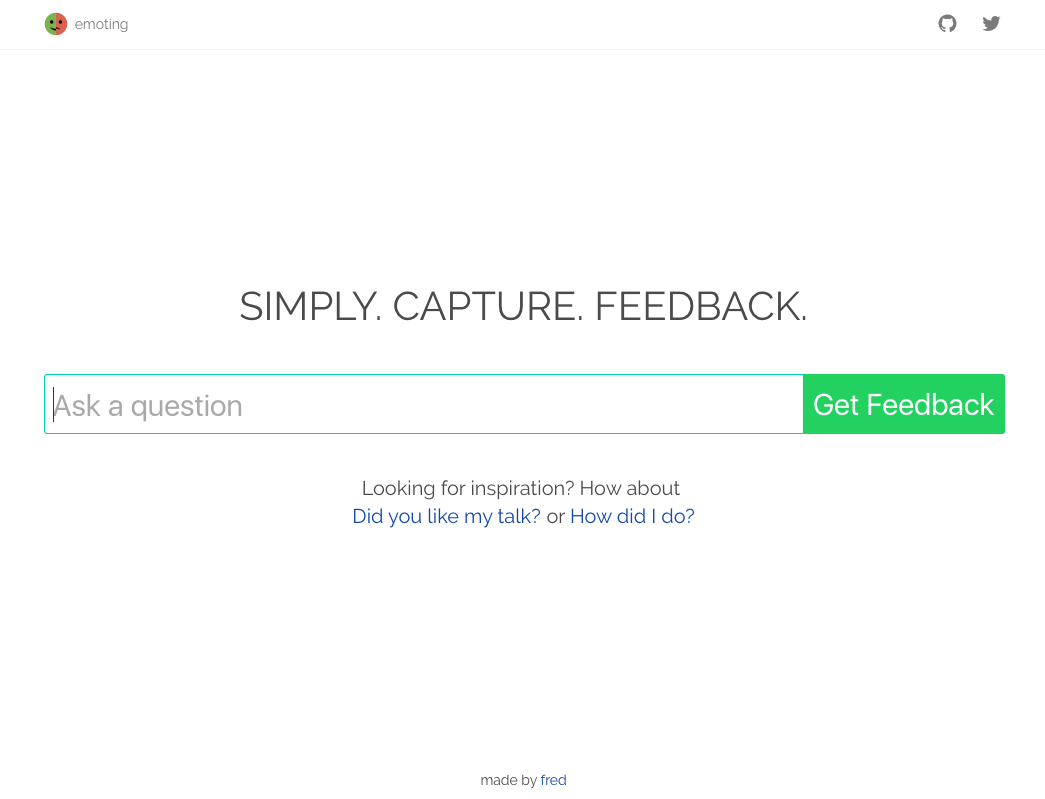 emoting
SIMPLY. CAPTURE. FEEDBACK.
Ask a question
Get Feedback
Looking for inspiration? How about
Did you like my talk? or How did I do?
made by fred